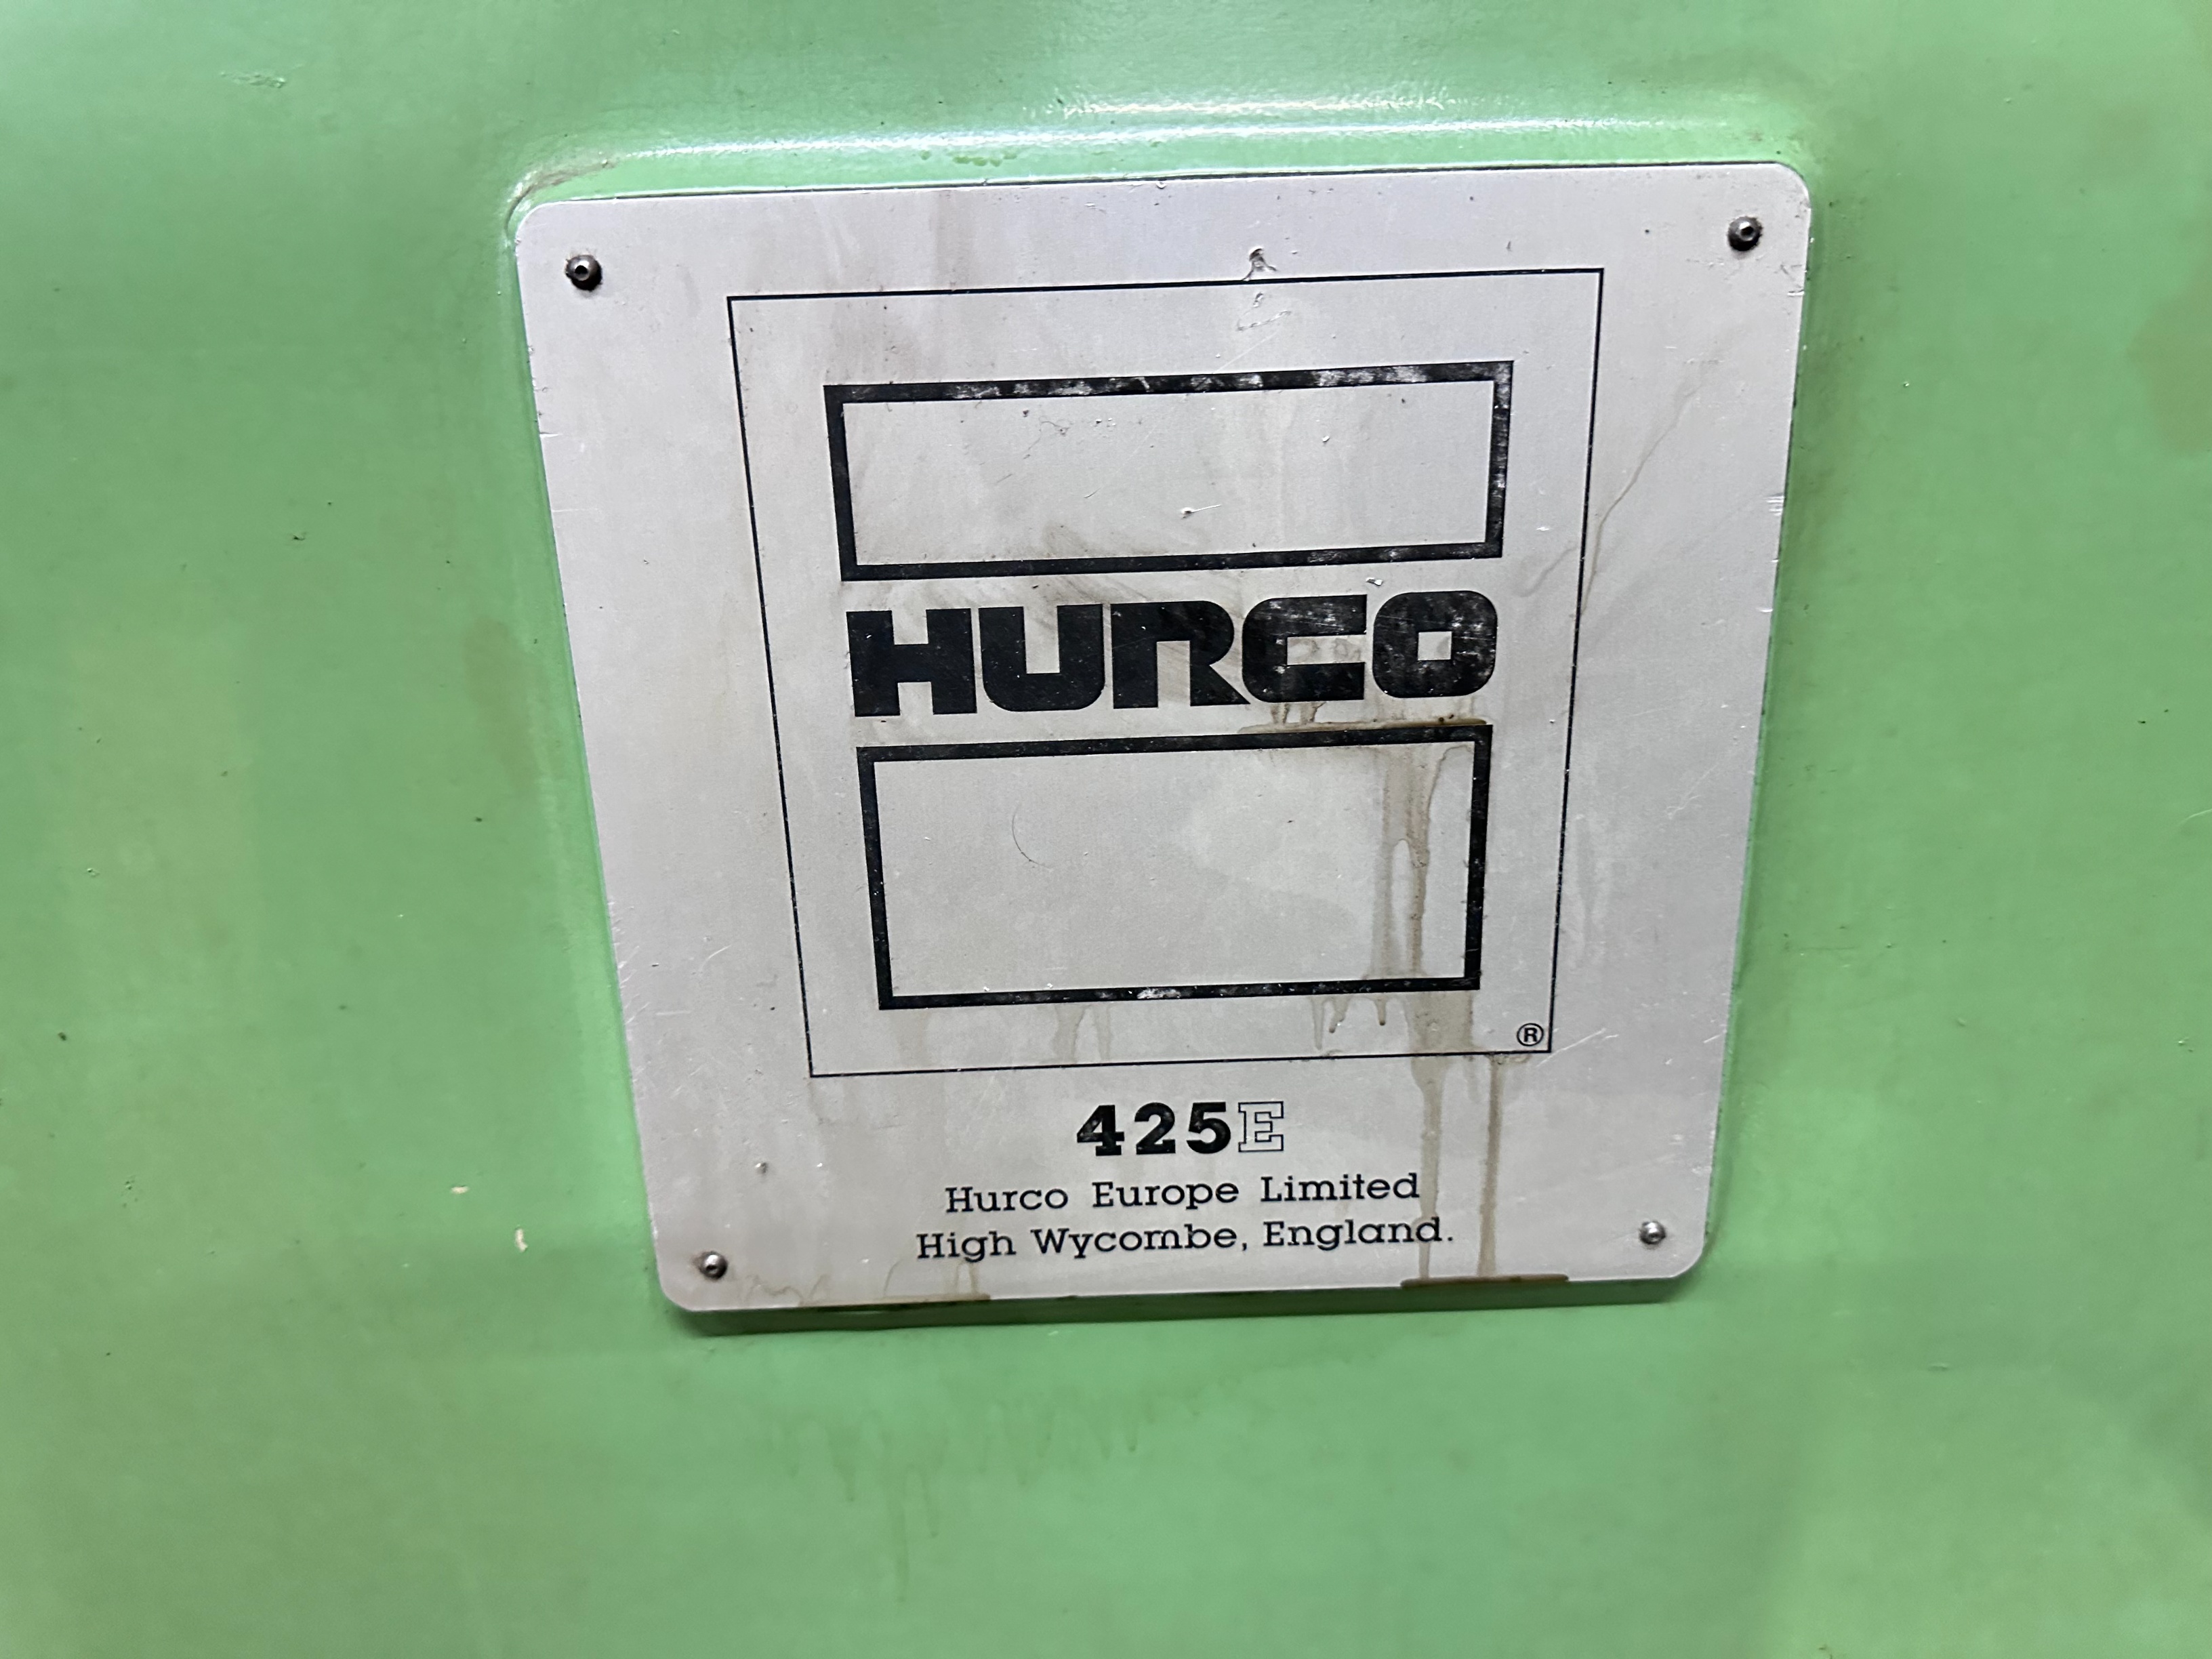 HURCO
®
425E
Hurco Europe Limited
High Wycombe, England.